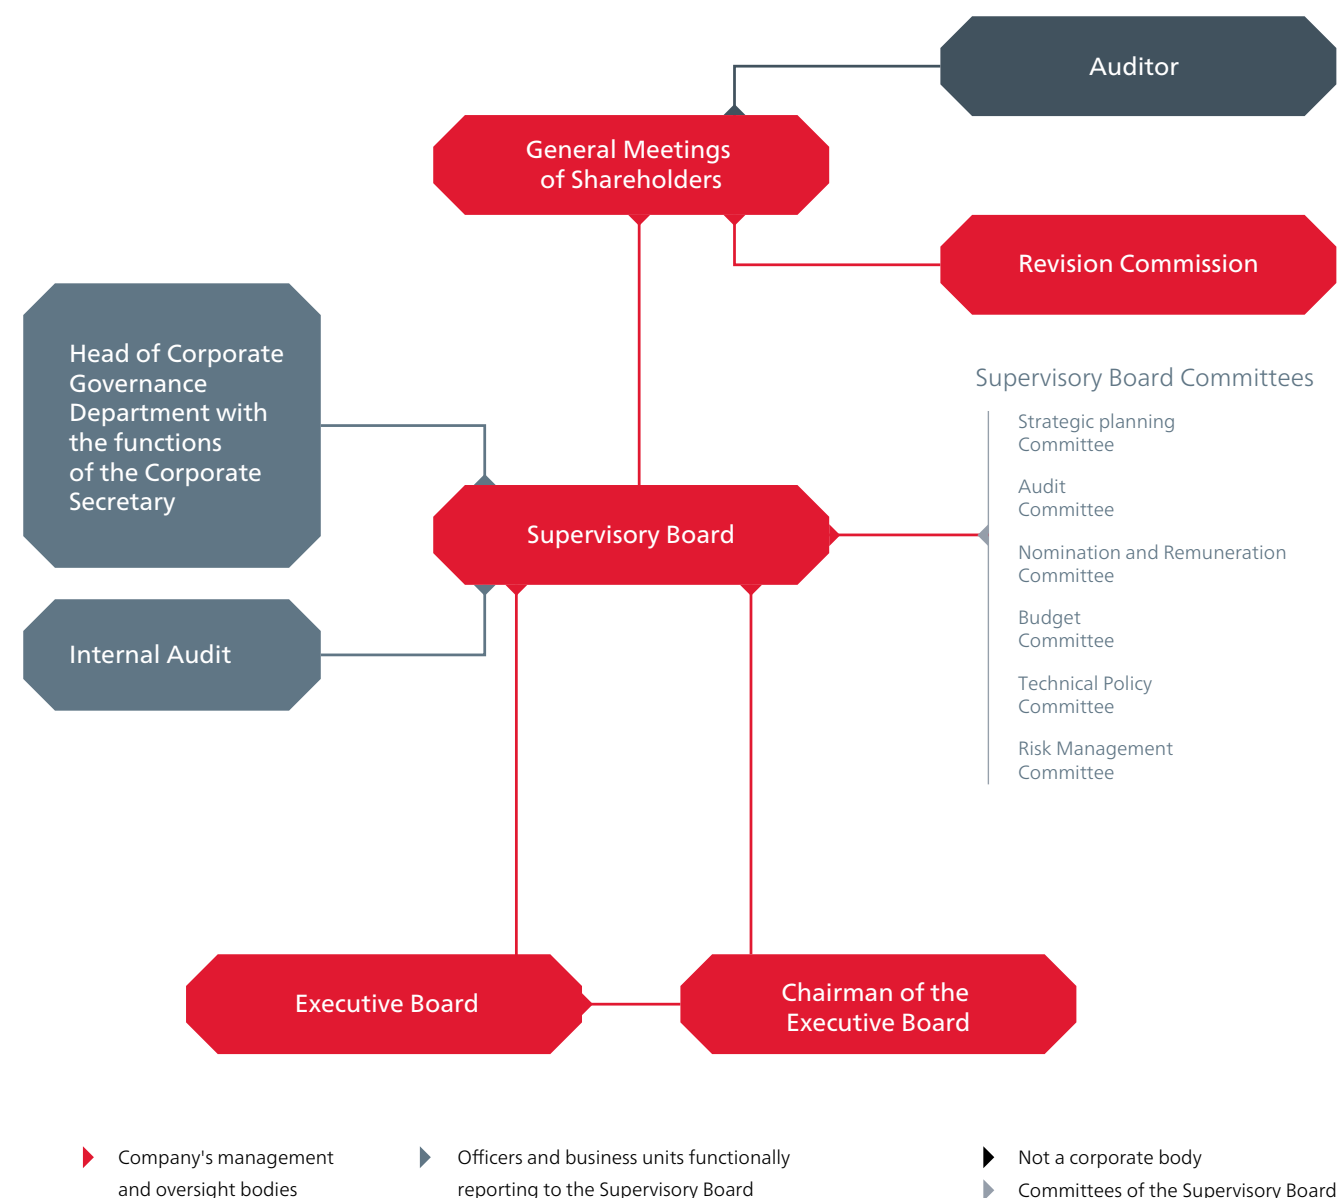 Auditor
General Meetings
of Shareholders
Revision Commission
Head of Corporate
Governance
Department with
the functions
of the Corporate
Secretary
Supervisory Board Committees
Strategic planning
Committee
Audit
Committee
Nomination and Remuneration
Committee
Budget
Committee
Technical Policy
Committee
Risk Management
Committee
Supervisory Board
Internal Audit
Executive Board
Chairman of the
Executive Board
Company's management
and oversight bodies
Officers and business units functionally
reporting to the Supervisory Board
Not a corporate body
Committees of the Supervisory Board